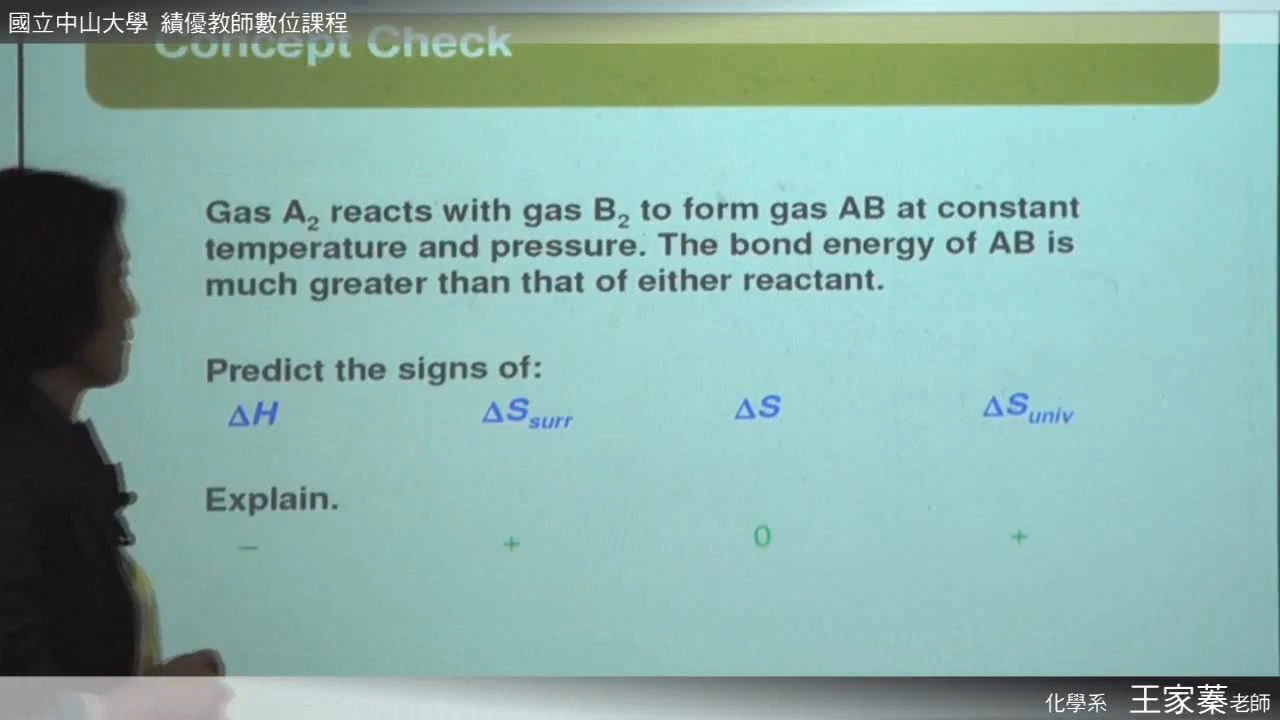 國立中山大學 績優教師數位課程
Concept Check
Gas A₂ reacts with gas B₂ to form gas AB at constant
temperature and pressure. The bond energy of AB is
much greater than that of either reactant.
Predict the signs of:
ΔH ΔS_surr ΔS ΔS_univ
Explain.
– + 0 +
化學系 王家蓁老師